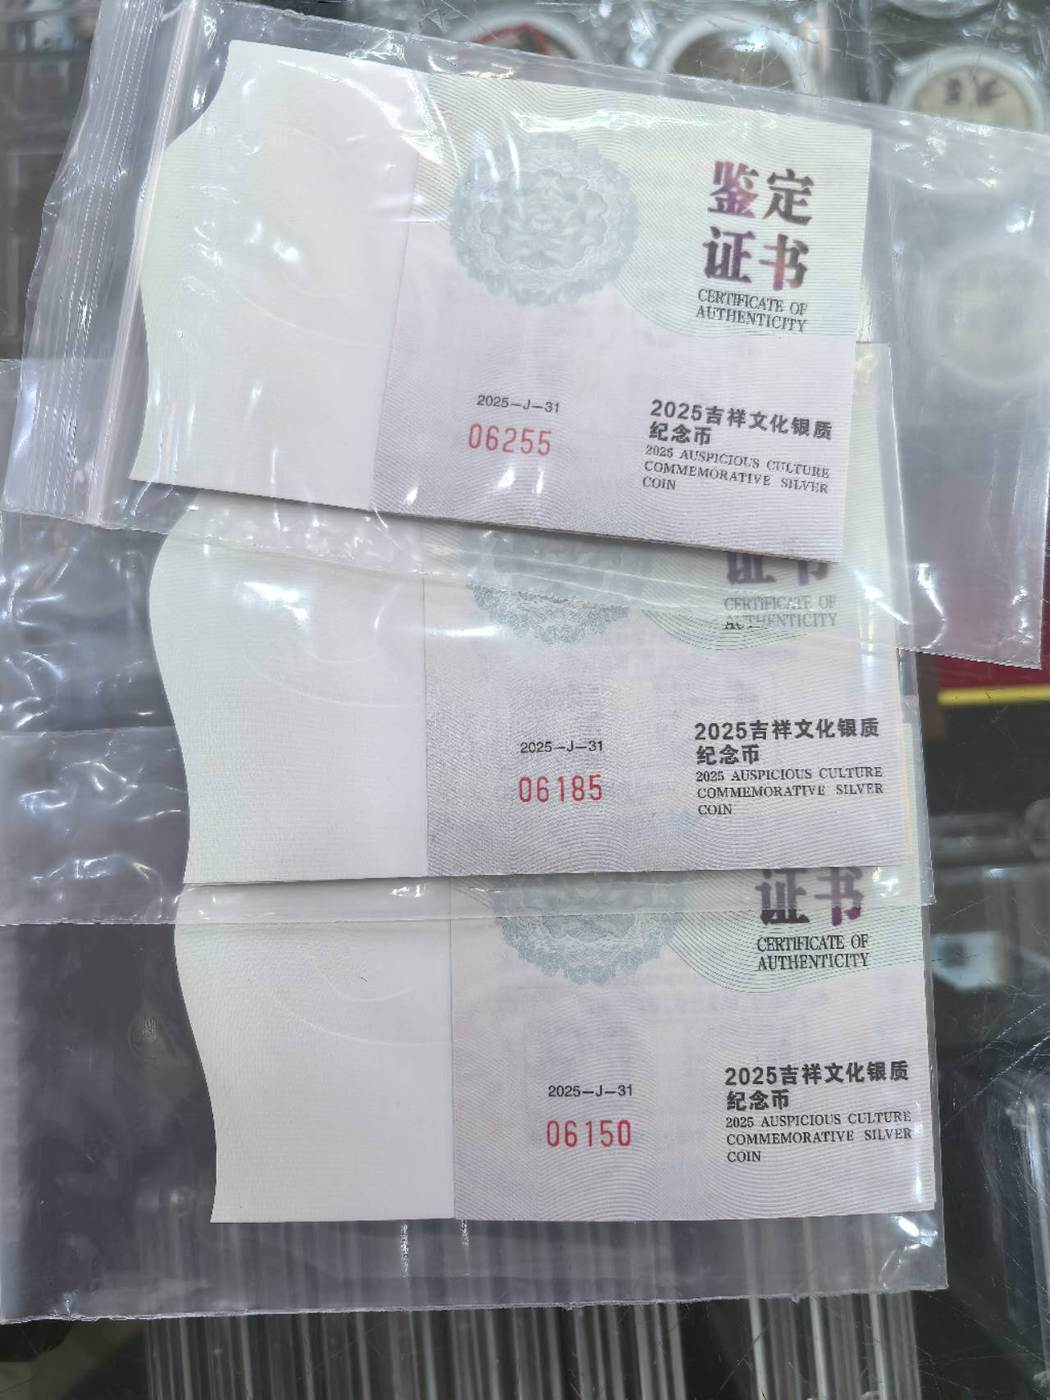 鉴定
证书
CERTIFICATE OF
AUTHENTICITY
2025-J-31
06255
2025吉祥文化银质
纪念币
2025 AUSPICIOUS CULTURE
COMMEMORATIVE SILVER
COIN
证书
CERTIFICATE OF
AUTHENTICITY
2025-J-31
06185
2025吉祥文化银质
纪念币
2025 AUSPICIOUS CULTURE
COMMEMORATIVE SILVER
COIN
证书
CERTIFICATE OF
AUTHENTICITY
2025-J-31
06150
2025吉祥文化银质
纪念币
2025 AUSPICIOUS CULTURE
COMMEMORATIVE SILVER
COIN